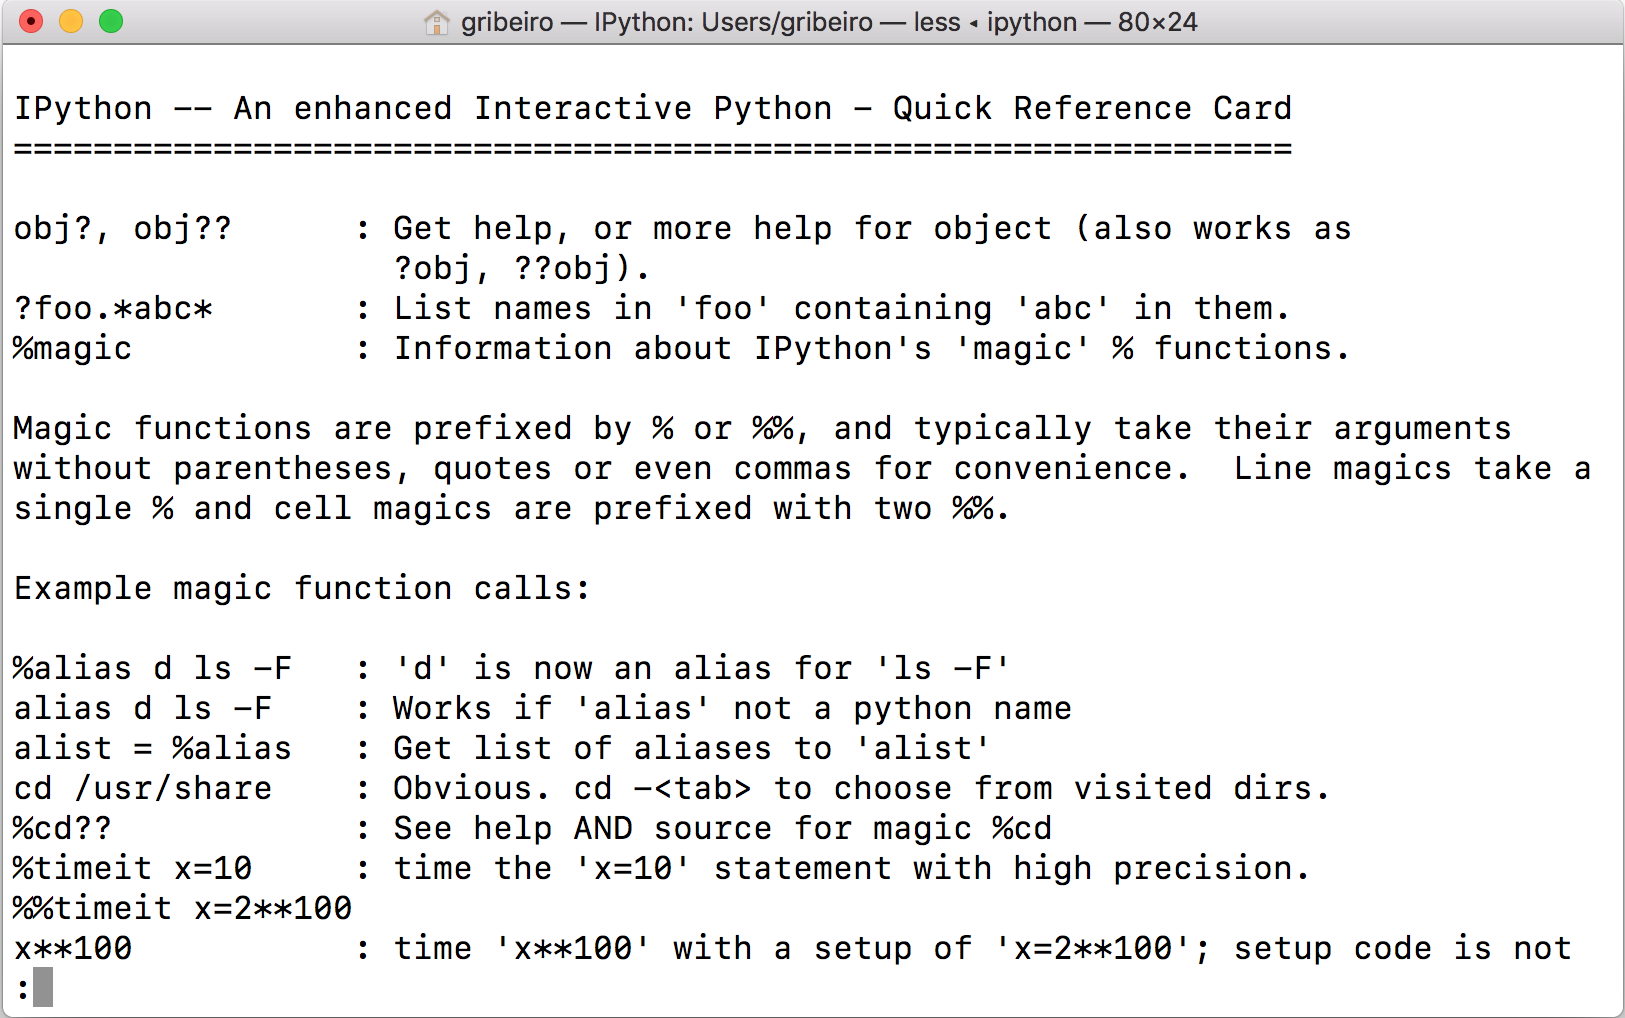 gribeiro — IPython: Users/gribeiro — less ◂ ipython — 80×24
IPython -- An enhanced Interactive Python - Quick Reference Card
================================================================
obj?, obj??      : Get help, or more help for object (also works as
                   ?obj, ??obj).
?foo.*abc*       : List names in 'foo' containing 'abc' in them.
%magic           : Information about IPython's 'magic' % functions.
Magic functions are prefixed by % or %%, and typically take their arguments
without parentheses, quotes or even commas for convenience.  Line magics take a
single % and cell magics are prefixed with two %%.
Example magic function calls:
%alias d ls -F   : 'd' is now an alias for 'ls -F'
alias d ls -F    : Works if 'alias' not a python name
alist = %alias   : Get list of aliases to 'alist'
cd /usr/share    : Obvious. cd -<tab> to choose from visited dirs.
%cd??            : See help AND source for magic %cd
%timeit x=10     : time the 'x=10' statement with high precision.
%%timeit x=2**100
x**100           : time 'x**100' with a setup of 'x=2**100'; setup code is not
: